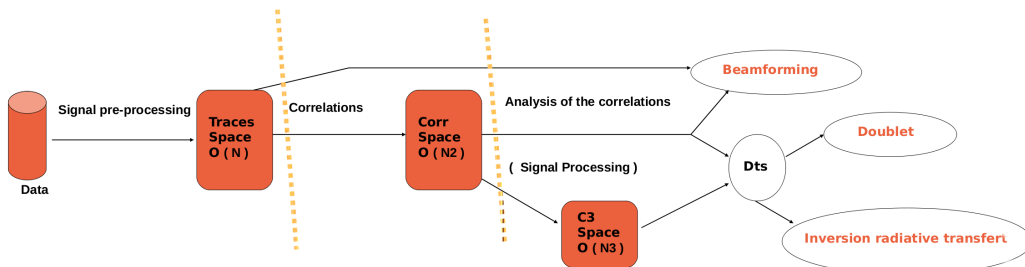 Data
Signal pre-processing
Traces
Space
O ( N )
Correlations
Corr
Space
O ( N2 )
Analysis of the correlations
( Signal Processing )
C3
Space
O ( N3 )
Beamforming
Dts
Doublet
Inversion radiative transfert